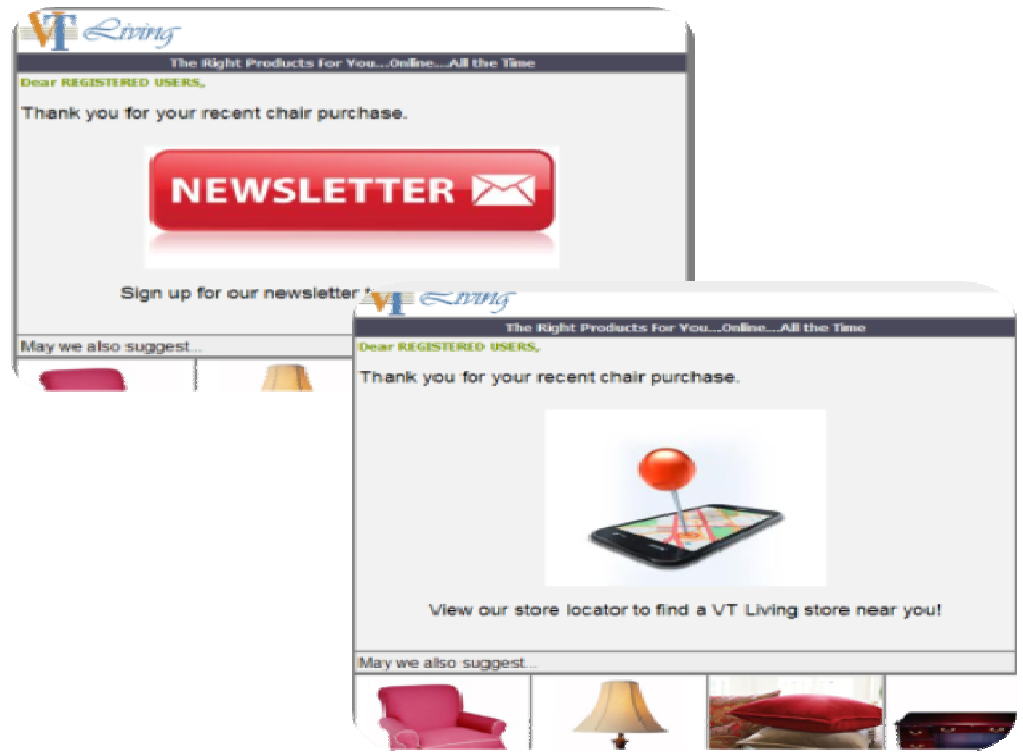 VT Living
The Right Products For You...Online...All the Time
Dear REGISTERED USERS,
Thank you for your recent chair purchase.
NEWSLETTER
Sign up for our newsletter
May we also suggest...
VT Living
The Right Products For You...Online...All the Time
Dear REGISTERED USERS,
Thank you for your recent chair purchase.
View our store locator to find a VT Living store near you!
May we also suggest...